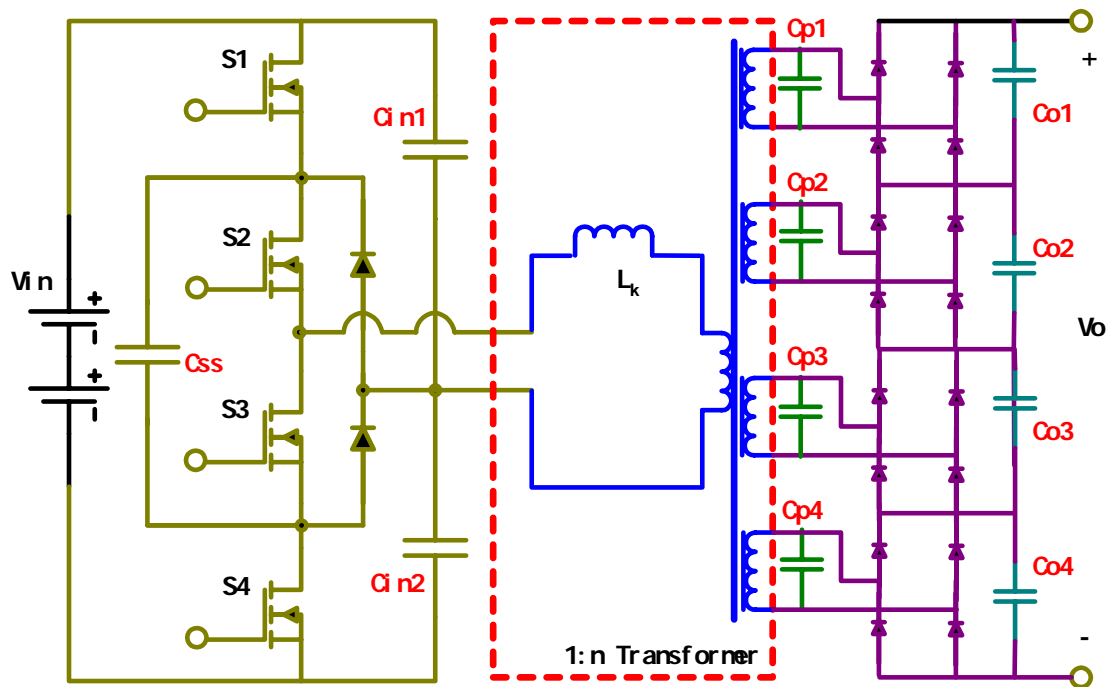 S1
Cin1
Cp1
+
Co1
S2
Cp2
Co2
Vin
+
-
Lk
Vo
Css
+
-
Cp3
S3
Co3
Cp4
S4
Cin2
Co4
1:n Transformer
-